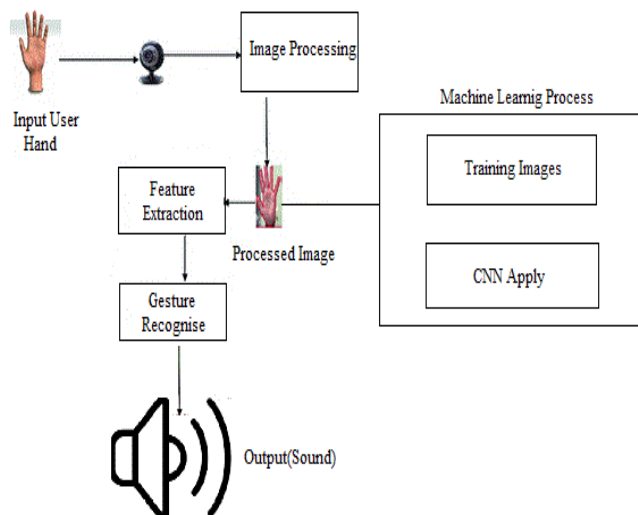 Image Processing
Input User
Hand
Machine Learnig Process
Training Images
CNN Apply
Feature
Extraction
Processed Image
Gesture
Recognise
Output(Sound)